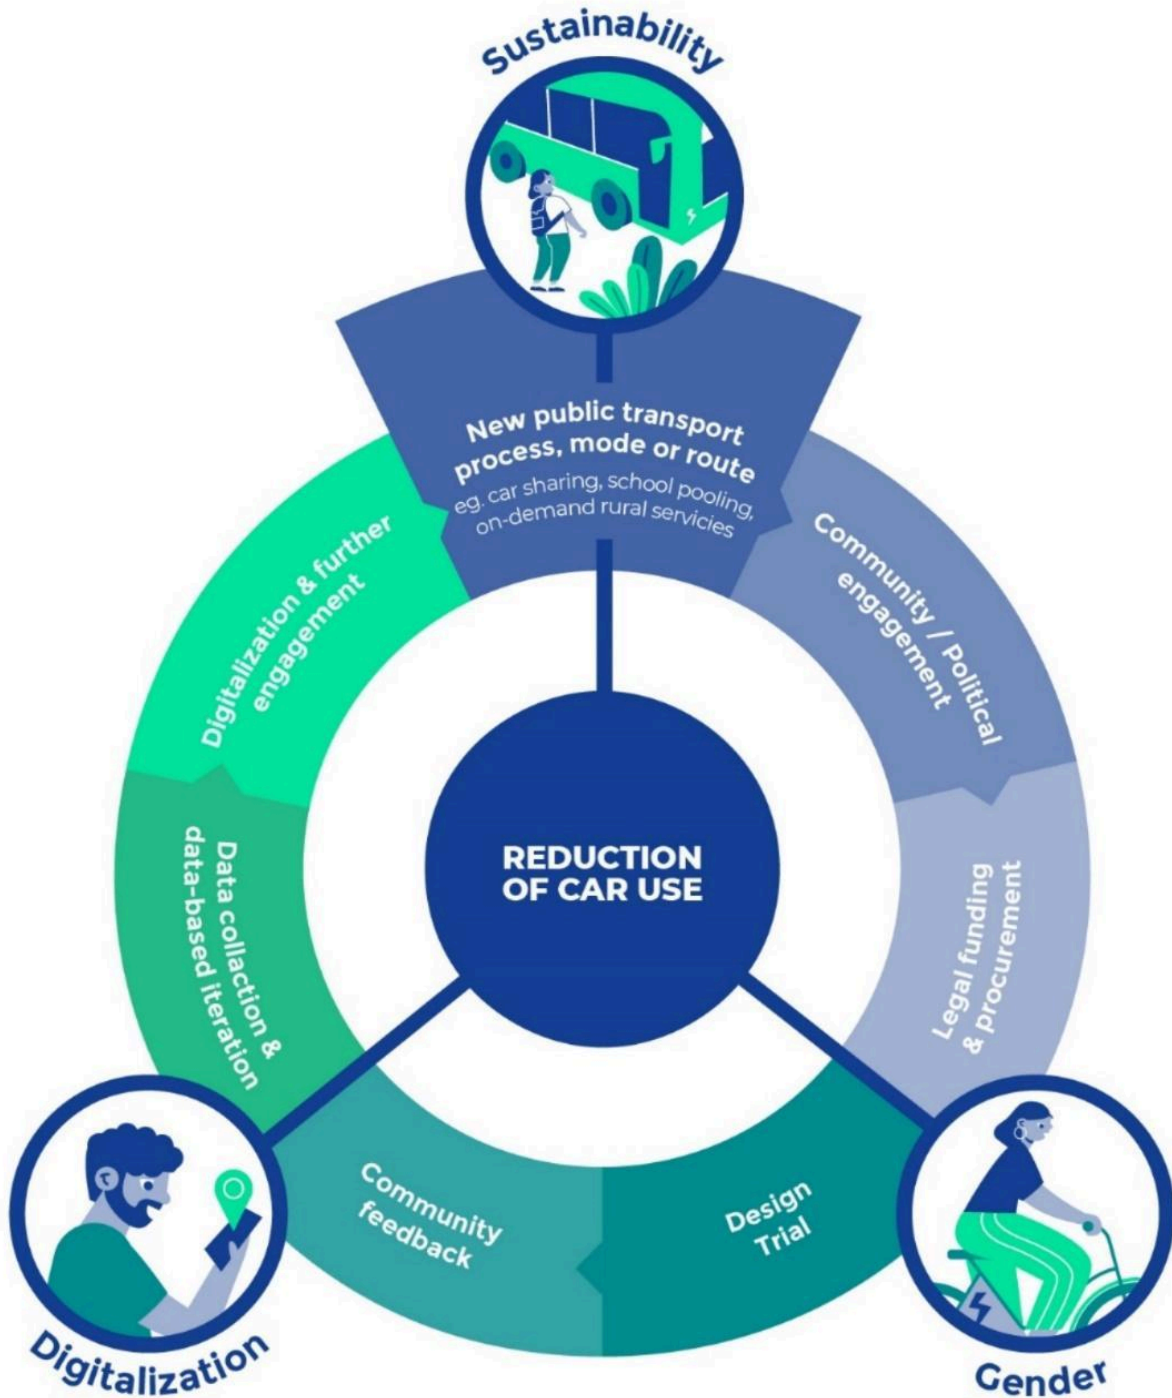 Sustainability
New public transport
process, mode or route
eg. car sharing, school pooling,
on-demand rural servicies
Community / Political
engagement
Legal funding
& procurement
Design
Trial
Community
feedback
Data collaction &
data-based iteration
Digitalization & further
engagement
REDUCTION
OF CAR USE
Digitalization
Gender